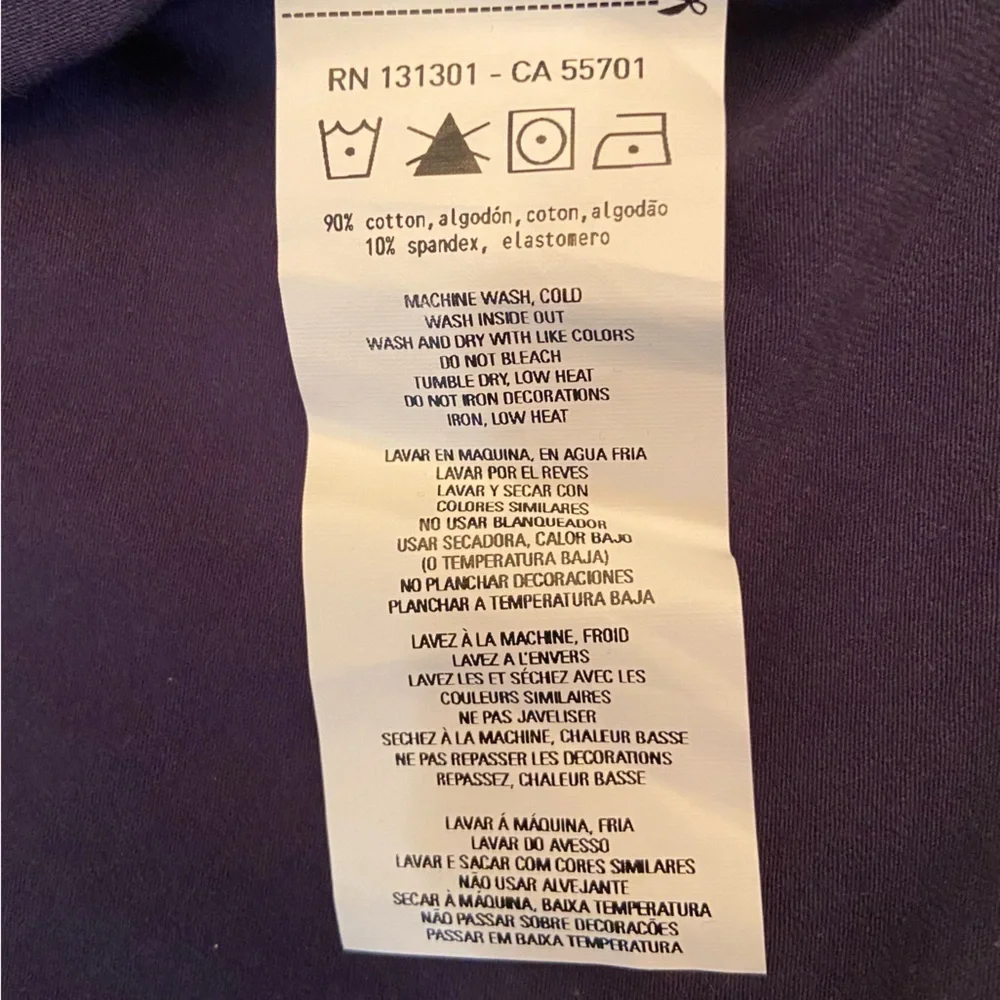 RN 131301 - CA 55701
90% cotton, algodón, coton, algodão
10% spandex, elastomero
MACHINE WASH, COLD
WASH INSIDE OUT
WASH AND DRY WITH LIKE COLORS
DO NOT BLEACH
TUMBLE DRY, LOW HEAT
DO NOT IRON DECORATIONS
IRON, LOW HEAT
LAVAR EN MAQUINA, EN AGUA FRIA
LAVAR POR EL REVES
LAVAR Y SECAR CON
COLORES SIMILARES
NO USAR BLANQUEADOR
USAR SECADORA, CALOR BAJO
(O TEMPERATURA BAJA)
NO PLANCHAR DECORACIONES
PLANCHAR A TEMPERATURA BAJA
LAVEZ À LA MACHINE, FROID
LAVEZ A L'ENVERS
LAVEZ LES ET SÉCHEZ AVEC LES
COULEURS SIMILAIRES
NE PAS JAVELISER
SECHEZ À LA MACHINE, CHALEUR BASSE
NE PAS REPASSER LES DECORATIONS
REPASSEZ, CHALEUR BASSE
LAVAR Á MÁQUINA, FRIA
LAVAR DO AVESSO
LAVAR E SACAR COM CORES SIMILARES
NÃO USAR ALVEJANTE
SECAR À MÁQUINA, BAIXA TEMPERATURA
NÃO PASSAR SOBRE DECORACÕES
PASSAR EM BAIXA TEMPERATURA